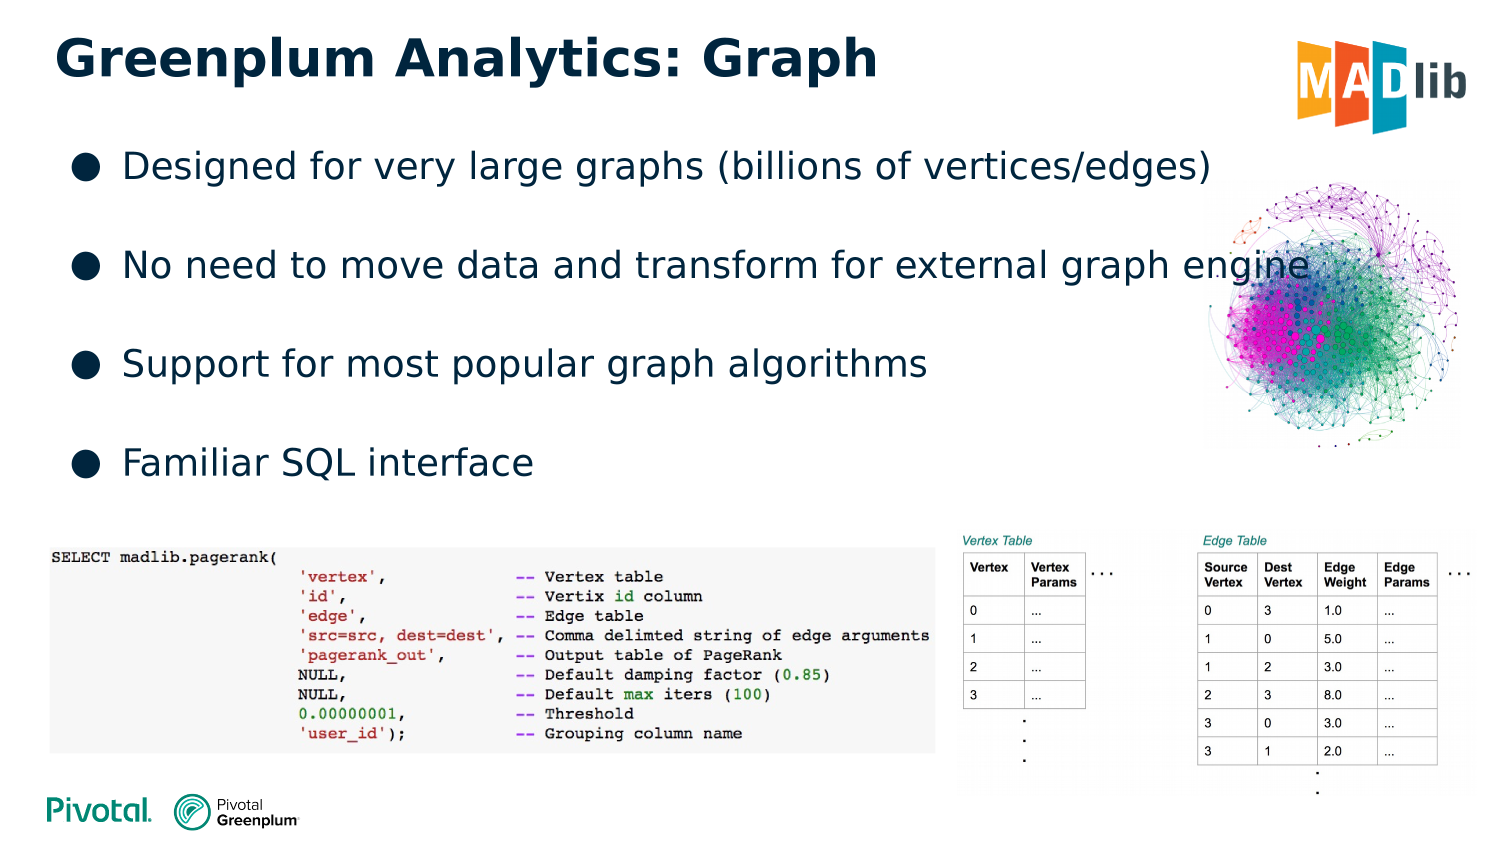 Greenplum Analytics: Graph
MADlib
● Designed for very large graphs (billions of vertices/edges)
● No need to move data and transform for external graph engine
● Support for most popular graph algorithms
● Familiar SQL interface
SELECT madlib.pagerank(
'vertex', -- Vertex table
'id', -- Vertix id column
'edge', -- Edge table
'src=src, dest=dest', -- Comma delimted string of edge arguments
'pagerank_out', -- Output table of PageRank
NULL, -- Default damping factor (0.85)
NULL, -- Default max iters (100)
0.00000001, -- Threshold
'user_id'); -- Grouping column name
Vertex Table
Vertex Vertex Params ...
0 ...
1 ...
2 ...
3 ...
.
.
.
Edge Table
Source Vertex Dest Vertex Edge Weight Edge Params ...
0 3 1.0 ...
1 0 5.0 ...
1 2 3.0 ...
2 3 8.0 ...
3 0 3.0 ...
3 1 2.0 ...
.
.
Pivotal.
Pivotal
Greenplum